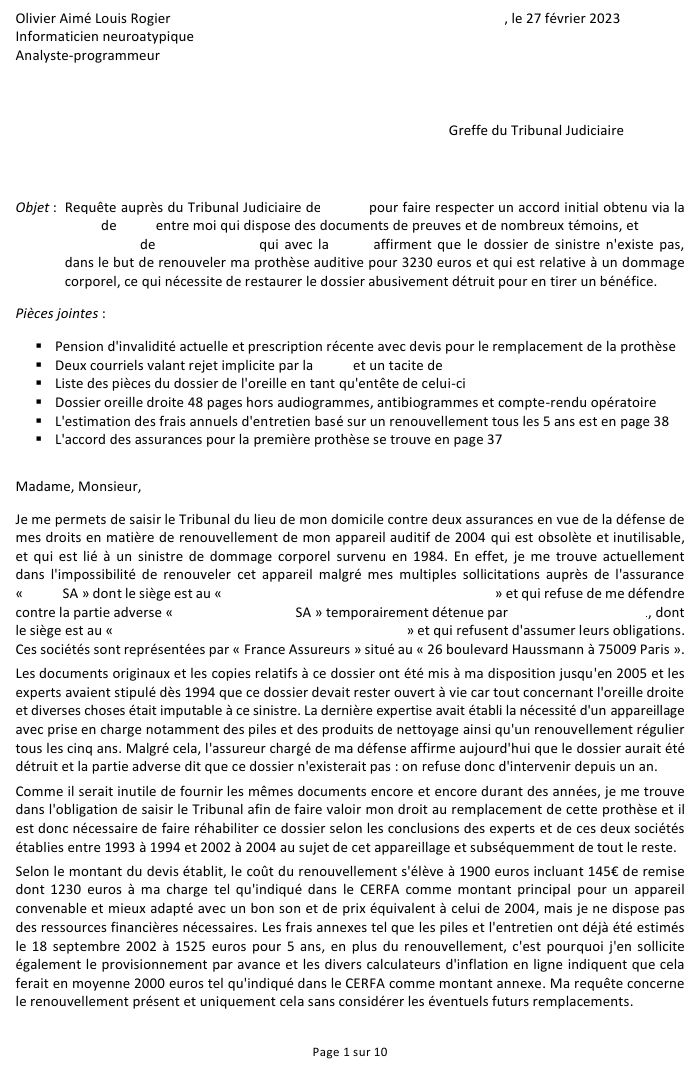 Olivier Aimé Louis Rogier
, le 27 février 2023
Informaticien neuroatypique
Analyste-programmeur
Greffe du Tribunal Judiciaire
Objet : Requête auprès du Tribunal Judiciaire de pour faire respecter un accord initial obtenu via la
de entre moi qui dispose des documents de preuves et de nombreux témoins, et
de qui avec la affirment que le dossier de sinistre n'existe pas,
dans le but de renouveler ma prothèse auditive pour 3230 euros et qui est relative à un dommage
corporel, ce qui nécessite de restaurer le dossier abusivement détruit pour en tirer un bénéfice.
Pièces jointes :
▪ Pension d'invalidité actuelle et prescription récente avec devis pour le remplacement de la prothèse
▪ Deux courriels valant rejet implicite par la et un tacite de
▪ Liste des pièces du dossier de l'oreille en tant qu'entête de celui-ci
▪ Dossier oreille droite 48 pages hors audiogrammes, antibiogrammes et compte-rendu opératoire
▪ L'estimation des frais annuels d'entretien basé sur un renouvellement tous les 5 ans est en page 38
▪ L'accord des assurances pour la première prothèse se trouve en page 37
Madame, Monsieur,
Je me permets de saisir le Tribunal du lieu de mon domicile contre deux assurances en vue de la défense de
mes droits en matière de renouvellement de mon appareil auditif de 2004 qui est obsolète et inutilisable,
et qui est lié à un sinistre de dommage corporel survenu en 1984. En effet, je me trouve actuellement
dans l'impossibilité de renouveler cet appareil malgré mes multiples sollicitations auprès de l'assurance
« SA » dont le siège est au « » et qui refuse de me défendre
contre la partie adverse « SA » temporairement détenue par , dont
le siège est au « » et qui refusent d'assumer leurs obligations.
Ces sociétés sont représentées par « France Assureurs » situé au « 26 boulevard Haussmann à 75009 Paris ».
Les documents originaux et les copies relatifs à ce dossier ont été mis à ma disposition jusqu'en 2005 et les
experts avaient stipulé dès 1994 que ce dossier devait rester ouvert à vie car tout concernant l'oreille droite
et diverses choses était imputable à ce sinistre. La dernière expertise avait établi la nécessité d'un appareillage
avec prise en charge notamment des piles et des produits de nettoyage ainsi qu'un renouvellement régulier
tous les cinq ans. Malgré cela, l'assureur chargé de ma défense affirme aujourd'hui que le dossier aurait été
détruit et la partie adverse dit que ce dossier n'existerait pas : on refuse donc d'intervenir depuis un an.
Comme il serait inutile de fournir les mêmes documents encore et encore durant des années, je me trouve
dans l'obligation de saisir le Tribunal afin de faire valoir mon droit au remplacement de cette prothèse et il
est donc nécessaire de faire réhabiliter ce dossier selon les conclusions des experts et de ces deux sociétés
établies entre 1993 à 1994 et 2002 à 2004 au sujet de cet appareillage et subséquemment de tout le reste.
Selon le montant du devis établit, le coût du renouvellement s'élève à 1900 euros incluant 145€ de remise
dont 1230 euros à ma charge tel qu'indiqué dans le CERFA comme montant principal pour un appareil
convenable et mieux adapté avec un bon son et de prix équivalent à celui de 2004, mais je ne dispose pas
des ressources financières nécessaires. Les frais annexes tel que les piles et l'entretien ont déjà été estimés
le 18 septembre 2002 à 1525 euros pour 5 ans, en plus du renouvellement, c'est pourquoi j'en sollicite
également le provisionnement par avance et les divers calculateurs d'inflation en ligne indiquent que cela
ferait en moyenne 2000 euros tel qu'indiqué dans le CERFA comme montant annexe. Ma requête concerne
le renouvellement présent et uniquement cela sans considérer les éventuels futurs remplacements.
Page 1 sur 10